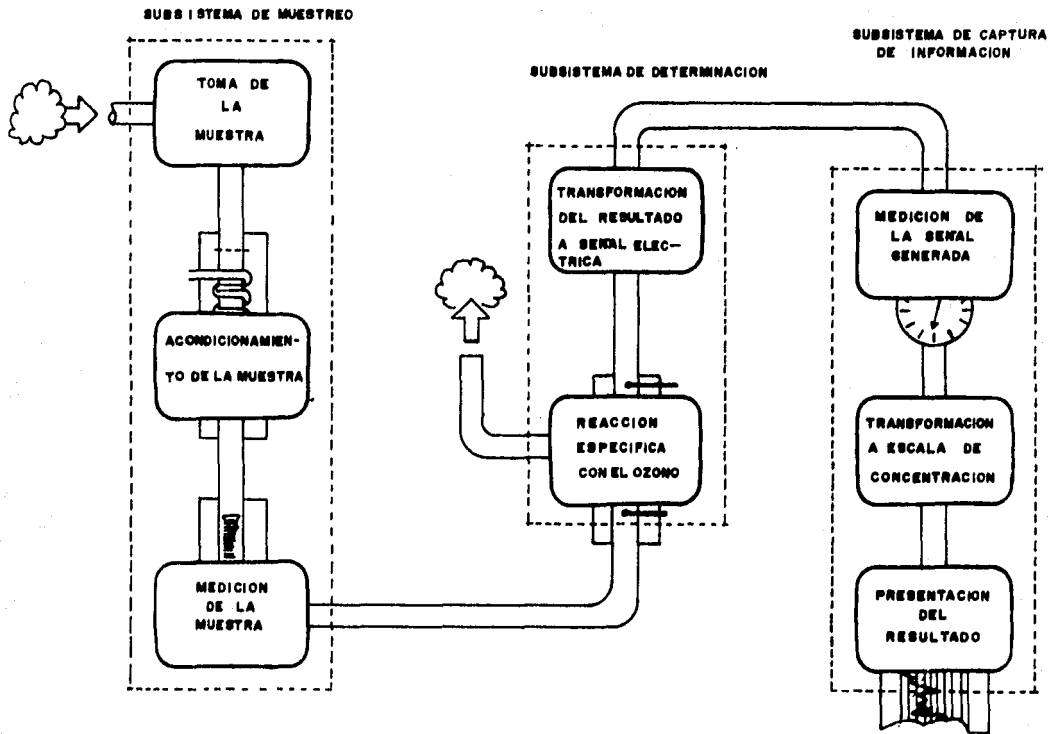 SUBSISTEMA DE MUESTREO
TOMA DE
LA
MUESTRA
ACONDICIONAMIEN-
TO DE LA MUESTRA
MEDICION
DE LA
MUESTRA
SUBSISTEMA DE DETERMINACION
TRANSFORMACION
DEL RESULTADO
A SEÑAL ELEC-
TRICA
REACCION
ESPECIFICA
CON EL OZONO
SUBSISTEMA DE CAPTURA
DE INFORMACION
MEDICION DE
LA SEÑAL
GENERADA
TRANSFORMACION
A ESCALA DE
CONCENTRACION
PRESENTACION
DEL
RESULTADO